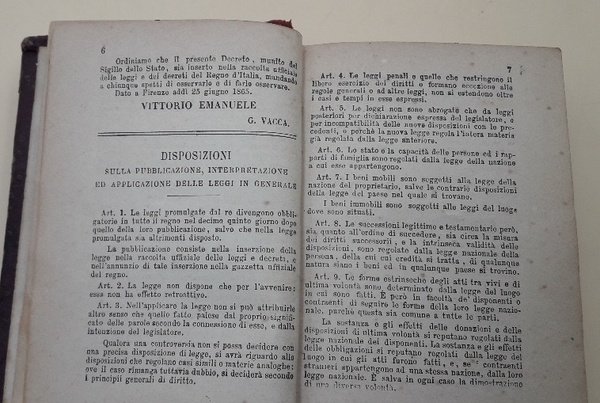 6
Ordiniamo che il presente Decreto, munito del
Sigillo dello Stato, sia inserto nella raccolta uffiziale
delle leggi e dei decreti del Regno d'Italia, mandando
a chiunque spetti di osservarlo e di farlo osservare.
Dato a Firenze addì 25 giugno 1865.
VITTORIO EMANUELE
G. VACCA.
DISPOSIZIONI
SULLA PUBBLICAZIONE, INTERPRETAZIONE
ED APPLICAZIONE DELLE LEGGI IN GENERALE
Art. 1. Le leggi promulgate dal re divengono obbli-
gatorie in tutto il regno nel decimo quinto giorno dopo
quello della loro pubblicazione, salvo che nella legge
promulgata sia altrimenti disposto.
La pubblicazione consiste nella inserzione della
legge nella raccolta uffiziale delle leggi e decreti, e
nell'annunzio di tale inserzione nella gazzetta uffiziale
del regno.
Art. 2. La legge non dispone che per l'avvenire:
essa non ha effetto retroattivo.
Art. 3. Nell'applicare la legge non si può attribuirle
altro senso che quello fatto palese dal proprio signifi-
cato delle parole secondo la connessione di esse, e dalla
intenzione del legislatore.
Qualora una controversia non si possa decidere con
una precisa disposizione di legge, si avrà riguardo alle
disposizioni che regolano casi simili o materie analoghe:
ove il caso rimanga tuttavia dubbio, si deciderà secondo
i principii generali di diritto.
7
Art. 4. Le leggi penali e quelle che restringono il
libero esercizio dei diritti o formano eccezione alle
regole generali o ad altre leggi, non si estendono oltre
i casi e tempi in esse espressi.
Art. 5. Le leggi non sono abrogate che da leggi
posteriori per dichiarazione espressa del legislatore, o
per incompatibilità delle nuove disposizioni con le pre-
cedenti, o perchè la nuova legge regola l'intera materia
già regolata dalla legge anteriore.
Art. 6. Lo stato e la capacità delle persone ed i rap-
porti di famiglia sono regolati dalla legge della nazione
a cui esse appartengono.
Art. 7. I beni mobili sono soggetti alla legge della
nazione del proprietario, salve le contrarie disposizioni
della legge del paese nel quale si trovano.
I beni immobili sono soggetti alle leggi del luogo
dove sono situati.
Art. 8. Le successioni legittime e testamentarie però,
sia quanto all'ordine di succedere, sia circa la misura
dei diritti successorii, e la intrinseca validità delle
disposizioni, sono regolate dalla legge nazionale della
persona, della cui eredità si tratta, di qualunque
natura siano i beni ed in qualunque paese si trovino.
Art. 9. Le forme estrinseche degli atti tra vivi e di
ultima volontà sono determinate dalla legge del luogo
in cui sono fatti. È però in facoltà de' disponenti o
contraenti di seguire le forme della loro legge nazio-
nale, purchè questa sia comune a tutte le parti.
La sostanza e gli effetti delle donazioni e delle
disposizioni di ultima volontà si reputano regolati dalla
legge nazionale dei disponenti. La sostanza e gli effetti
delle obbligazioni si reputano regolati dalla legge del
luogo in cui gli atti furono fatti, e, se i contraenti
stranieri appartengono ad una stessa nazione, dalla loro
legge nazionale. È salva in ogni caso la dimostrazione
di una diversa volontà.